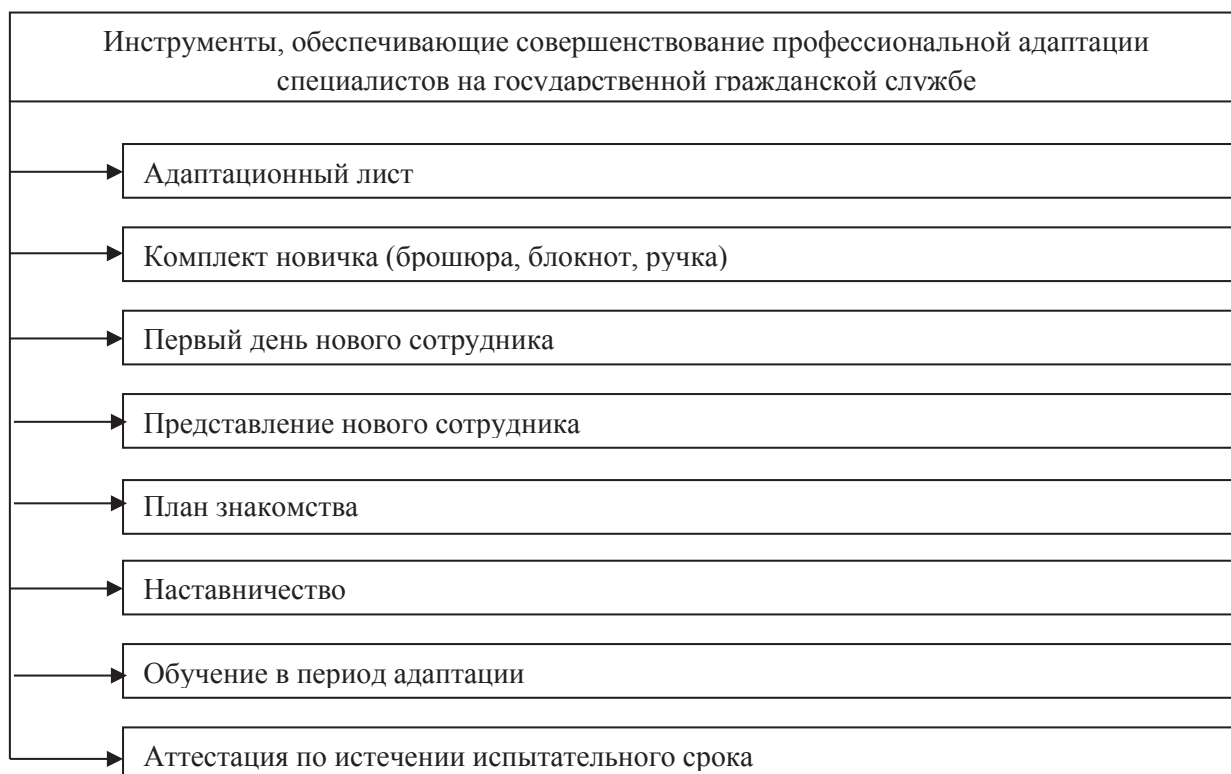 Инструменты, обеспечивающие совершенствование профессиональной адаптации
специалистов на государственной гражданской службе
Адаптационный лист
Комплект новичка (брошюра, блокнот, ручка)
Первый день нового сотрудника
Представление нового сотрудника
План знакомства
Наставничество
Обучение в период адаптации
Аттестация по истечении испытательного срока